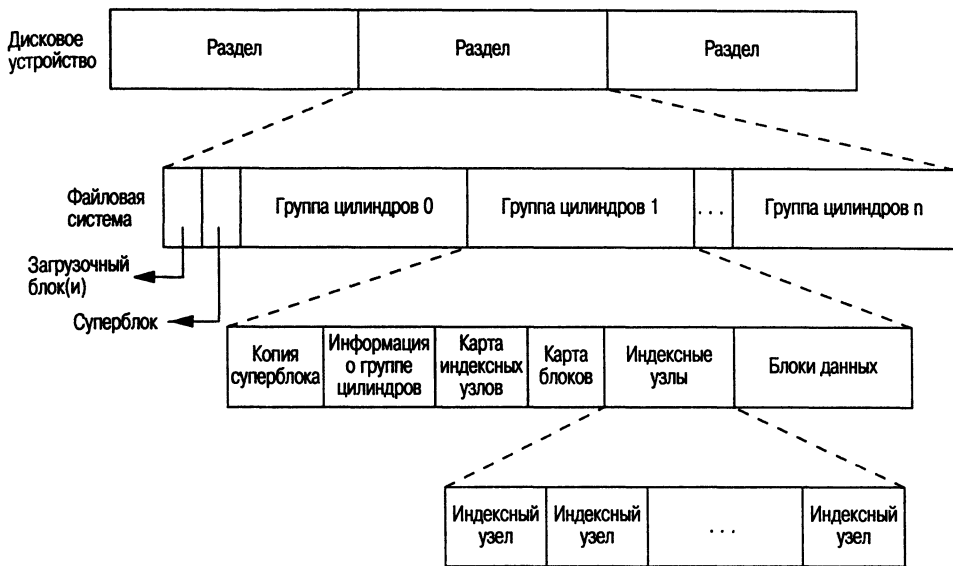 Дисковое
устройство
Раздел
Раздел
Раздел
Файловая
система
Группа цилиндров 0
Группа цилиндров 1
...
Группа цилиндров n
Загрузочный
блок(и)
Суперблок
Копия
суперблока
Информация
о группе
цилиндров
Карта
индексных
узлов
Карта
блоков
Индексные
узлы
Блоки данных
Индексный
узел
Индексный
узел
...
Индексный
узел